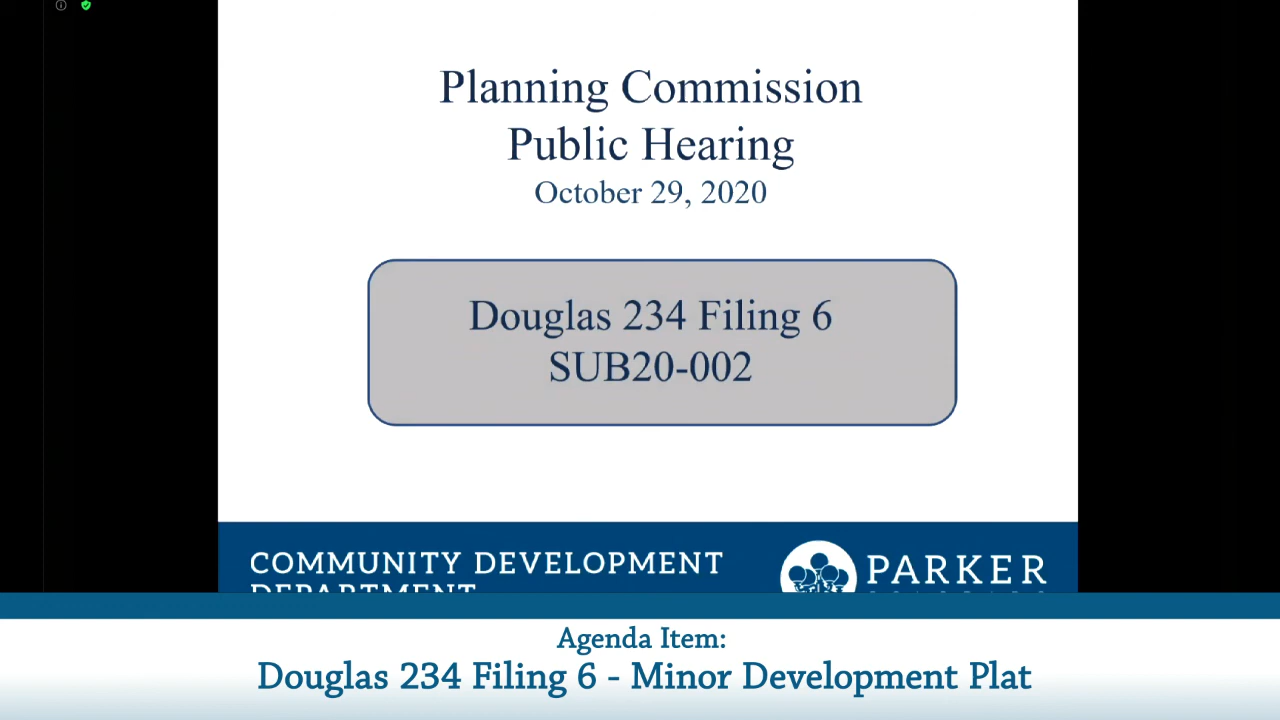 Planning Commission
Public Hearing
October 29, 2020
Douglas 234 Filing 6
SUB20-002
COMMUNITY DEVELOPMENT
DEPARTMENT
PARKER
Agenda Item:
Douglas 234 Filing 6 - Minor Development Plat